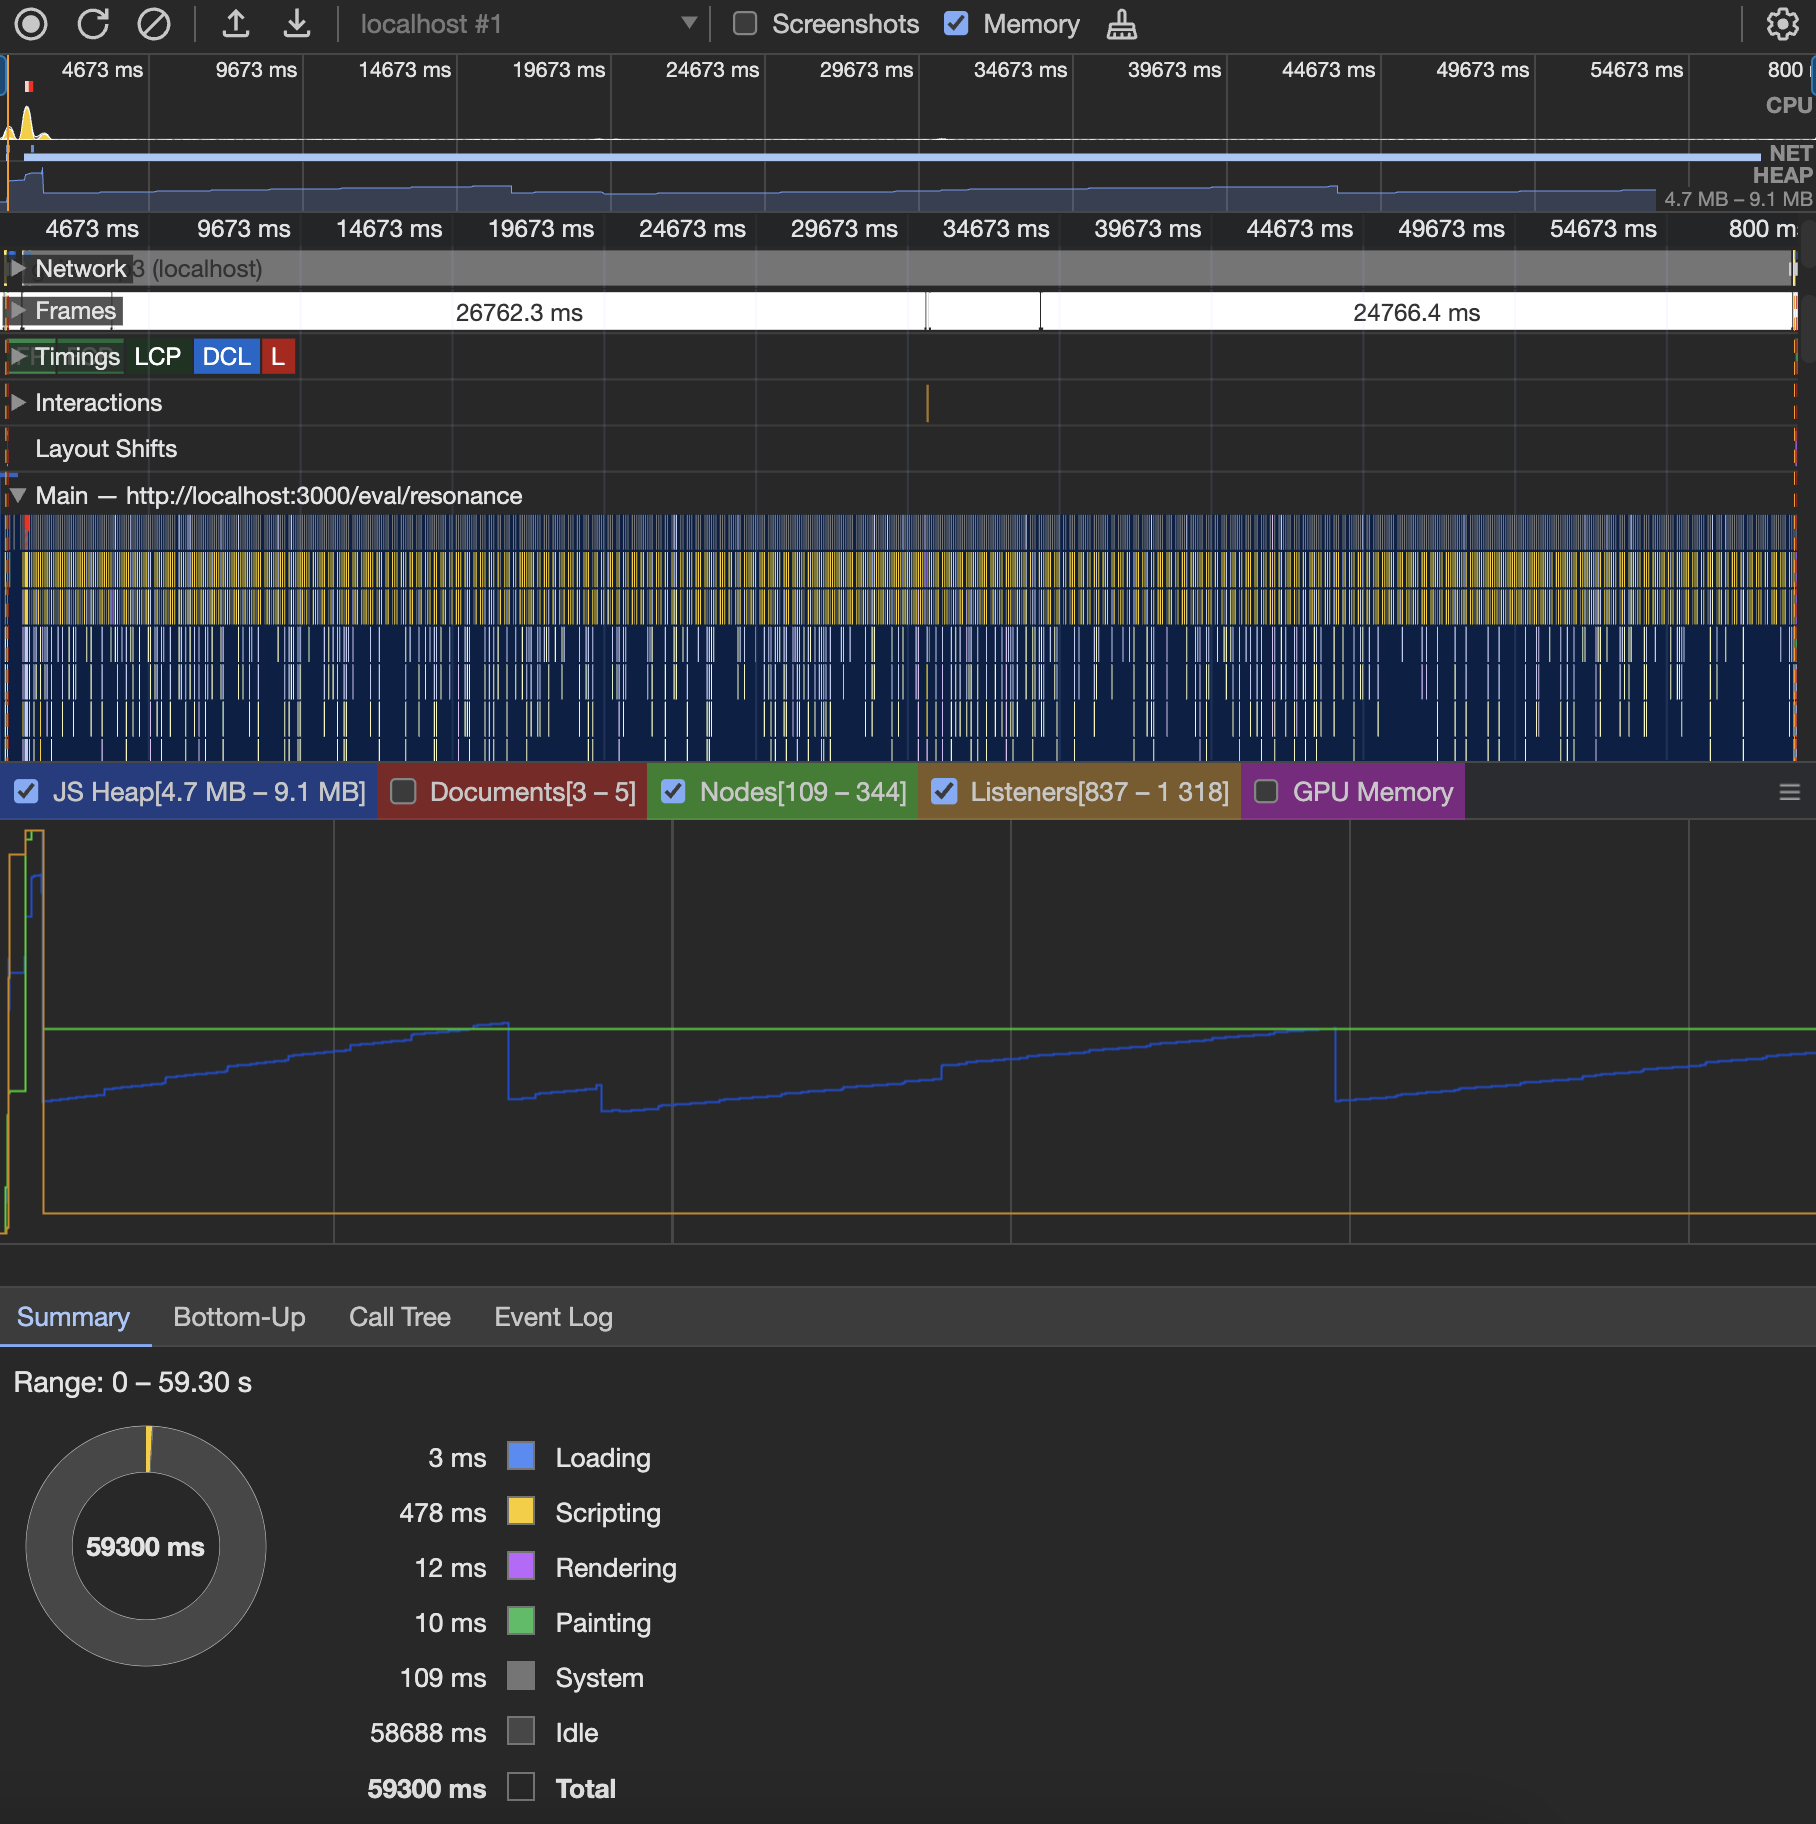 localhost #1 Screenshots Memory
4673 ms 9673 ms 14673 ms 19673 ms 24673 ms 29673 ms 34673 ms 39673 ms 44673 ms 49673 ms 54673 ms 800
CPU
NET
HEAP
4.7 MB – 9.1 MB
4673 ms 9673 ms 14673 ms 19673 ms 24673 ms 29673 ms 34673 ms 39673 ms 44673 ms 49673 ms 54673 ms 800 m
Network 3 (localhost)
Frames 26762.3 ms 24766.4 ms
Timings LCP DCL L
Interactions
Layout Shifts
Main — http://localhost:3000/eval/resonance
JS Heap[4.7 MB – 9.1 MB] Documents[3 – 5] Nodes[109 – 344] Listeners[837 – 1 318] GPU Memory
Summary Bottom-Up Call Tree Event Log
Range: 0 – 59.30 s
59300 ms
3 ms Loading
478 ms Scripting
12 ms Rendering
10 ms Painting
109 ms System
58688 ms Idle
59300 ms Total